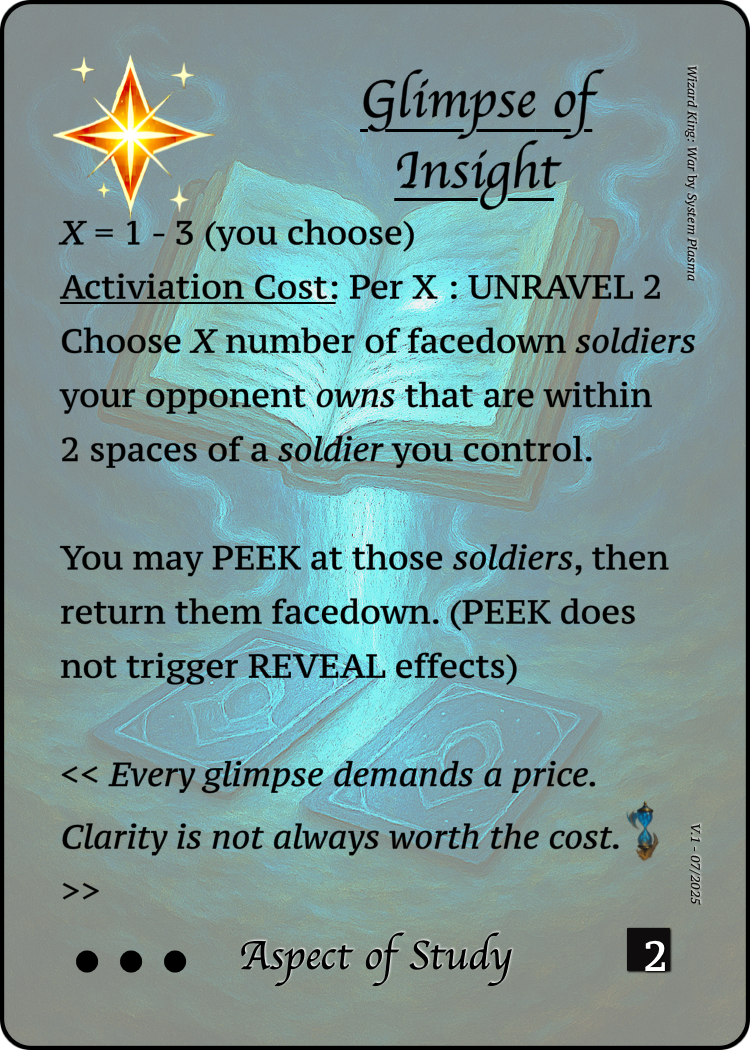 Glimpse of
Insight
Wizard King: War by System Plasma
X = 1 - 3 (you choose)
Activiation Cost: Per X : UNRAVEL 2
Choose X number of facedown soldiers
your opponent owns that are within
2 spaces of a soldier you control.
You may PEEK at those soldiers, then
return them facedown. (PEEK does
not trigger REVEAL effects)
<< Every glimpse demands a price.
Clarity is not always worth the cost.
>>
V.1 - 07/2025
Aspect of Study
2